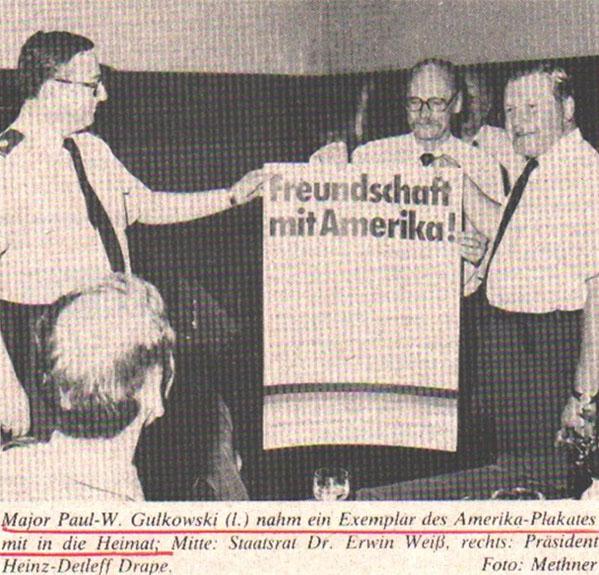 Freundschaft
mit Amerika!
Major Paul-W. Gulkowski (l.) nahm ein Exemplar des Amerika-Plakates
mit in die Heimat; Mitte: Staatsrat Dr. Erwin Weiß, rechts: Präsident
Heinz-Detleff Drape. Foto: Methner